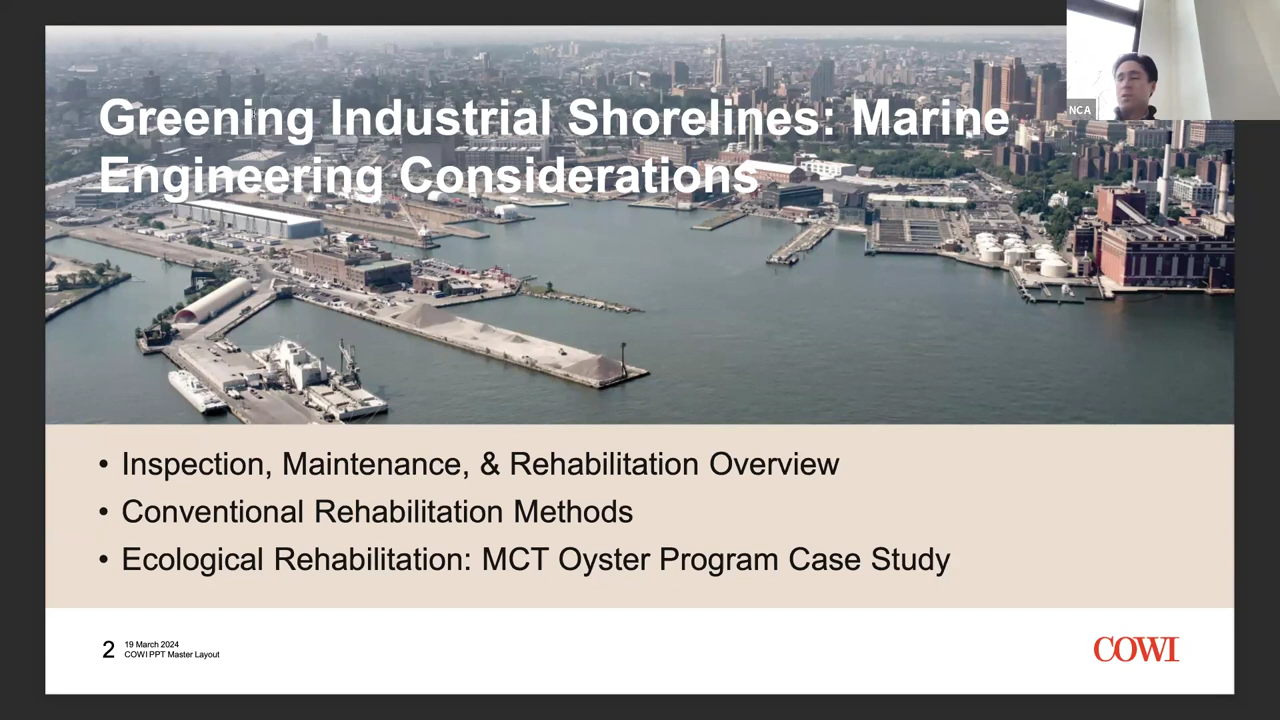 Greening Industrial Shorelines: Marine
Engineering Considerations
NCA
• Inspection, Maintenance, & Rehabilitation Overview
• Conventional Rehabilitation Methods
• Ecological Rehabilitation: MCT Oyster Program Case Study
2
19 March 2024
COWI PPT Master Layout
COWI